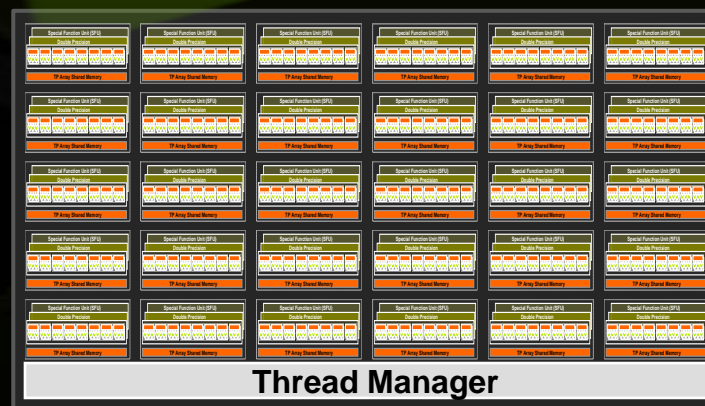 Special Function Unit (SFU) Special Function Unit (SFU) Special Function Unit (SFU) Special Function Unit (SFU) Special Function Unit (SFU) Special Function Unit (SFU)
Double Precision Double Precision Double Precision Double Precision Double Precision Double Precision
TP Array Shared Memory TP Array Shared Memory TP Array Shared Memory TP Array Shared Memory TP Array Shared Memory TP Array Shared Memory
Special Function Unit (SFU) Special Function Unit (SFU) Special Function Unit (SFU) Special Function Unit (SFU) Special Function Unit (SFU) Special Function Unit (SFU)
Double Precision Double Precision Double Precision Double Precision Double Precision Double Precision
TP Array Shared Memory TP Array Shared Memory TP Array Shared Memory TP Array Shared Memory TP Array Shared Memory TP Array Shared Memory
Special Function Unit (SFU) Special Function Unit (SFU) Special Function Unit (SFU) Special Function Unit (SFU) Special Function Unit (SFU) Special Function Unit (SFU)
Double Precision Double Precision Double Precision Double Precision Double Precision Double Precision
TP Array Shared Memory TP Array Shared Memory TP Array Shared Memory TP Array Shared Memory TP Array Shared Memory TP Array Shared Memory
Special Function Unit (SFU) Special Function Unit (SFU) Special Function Unit (SFU) Special Function Unit (SFU) Special Function Unit (SFU) Special Function Unit (SFU)
Double Precision Double Precision Double Precision Double Precision Double Precision Double Precision
TP Array Shared Memory TP Array Shared Memory TP Array Shared Memory TP Array Shared Memory TP Array Shared Memory TP Array Shared Memory
Special Function Unit (SFU) Special Function Unit (SFU) Special Function Unit (SFU) Special Function Unit (SFU) Special Function Unit (SFU) Special Function Unit (SFU)
Double Precision Double Precision Double Precision Double Precision Double Precision Double Precision
TP Array Shared Memory TP Array Shared Memory TP Array Shared Memory TP Array Shared Memory TP Array Shared Memory TP Array Shared Memory
Thread Manager